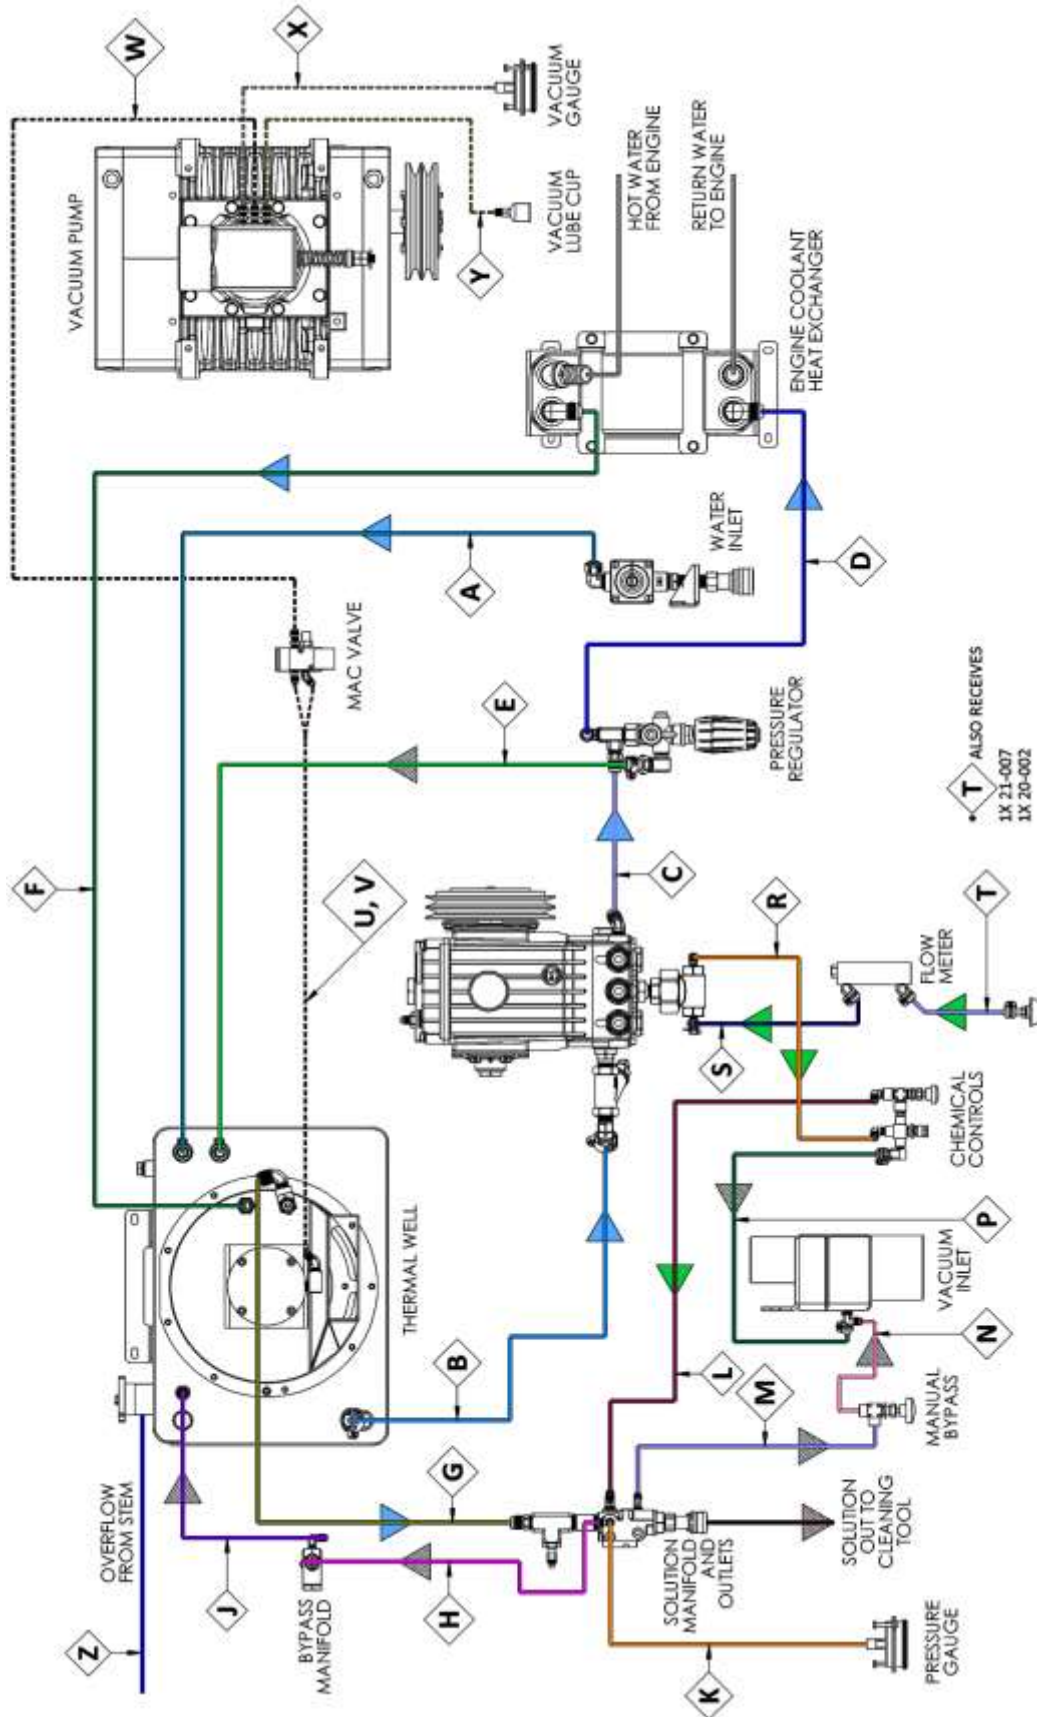 Z
OVERFLOW
FROM STEM
F
VACUUM PUMP
W
J
BYPASS
MANIFOLD
U, V
MAC VALVE
X
THERMAL WELL
H
G
B
E
A
Y
VACUUM
LUBE CUP
VACUUM
GAUGE
C
HOT WATER
FROM ENGINE
RETURN WATER
TO ENGINE
K
SOLUTION
MANIFOLD
AND
OUTLETS
L
M
S
R
PRESSURE
REGULATOR
WATER
INLET
D
ENGINE COOLANT
HEAT EXCHANGER
PRESSURE
GAUGE
SOLUTION
OUT TO
CLEANING
TOOL
MANUAL
BYPASS
N
VACUUM
INLET
P
CHEMICAL
CONTROLS
FLOW
METER
T
* T ALSO RECEIVES
1X 21-007
1X 20-002